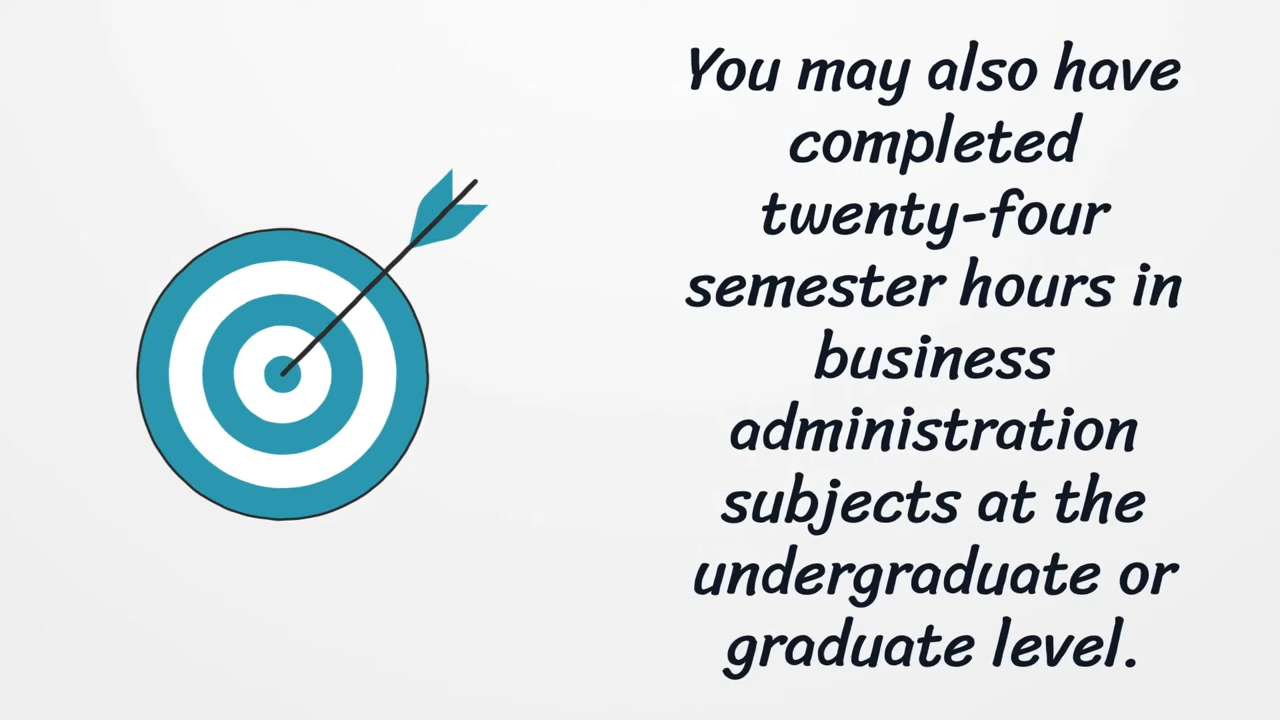 You may also have
completed
twenty-four
semester hours in
business
administration
subjects at the
undergraduate or
graduate level.